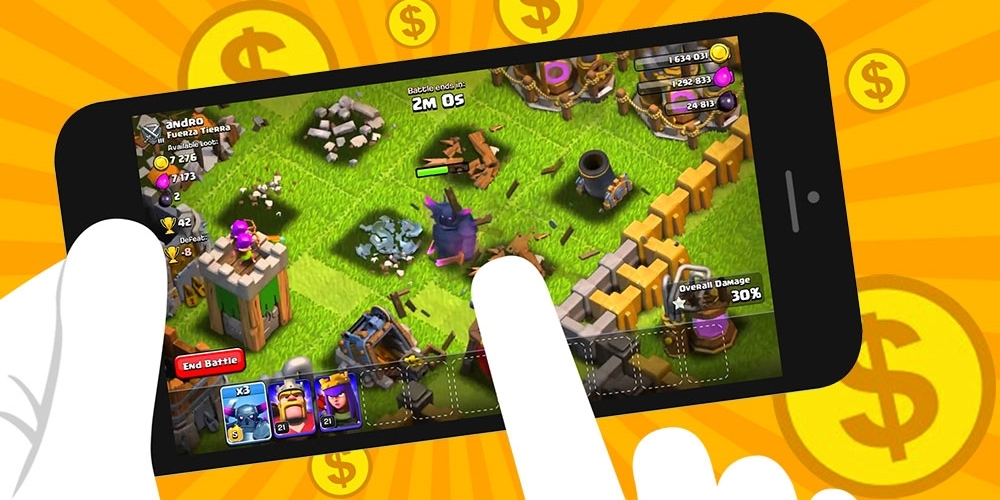 Battle ends in:
2m 0s
andro
Fuerza Tierra
Available Loot:
7 276
7 173
2
42
Defeat:
-8
1 634 031
1 292 833
24 813
Overall Damage
30%
End Battle
x3
5
21
21
III
$
$
$
$
$
$